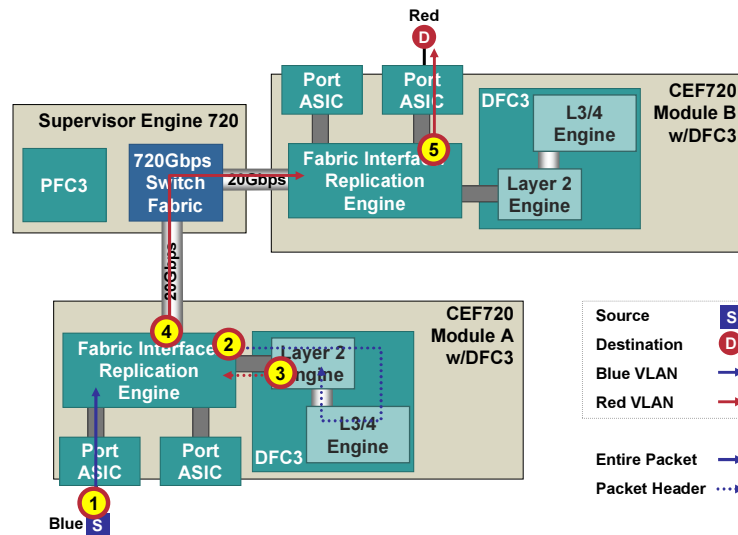 Red
D
Port
ASIC
Port
ASIC
CEF720
Module B
w/DFC3
DFC3
L3/4
Engine
Supervisor Engine 720
PFC3
720Gbps
Switch
Fabric
20Gbps
Fabric Interface
Replication
Engine
5
Layer 2
Engine
20Gbps
4
CEF720
Module A
w/DFC3
2
Fabric Interface
Replication
Engine
Layer 2
Engine
3
L3/4
Engine
DFC3
Port
ASIC
Port
ASIC
1
Blue S
Source S
Destination D
Blue VLAN
Red VLAN
Entire Packet
Packet Header